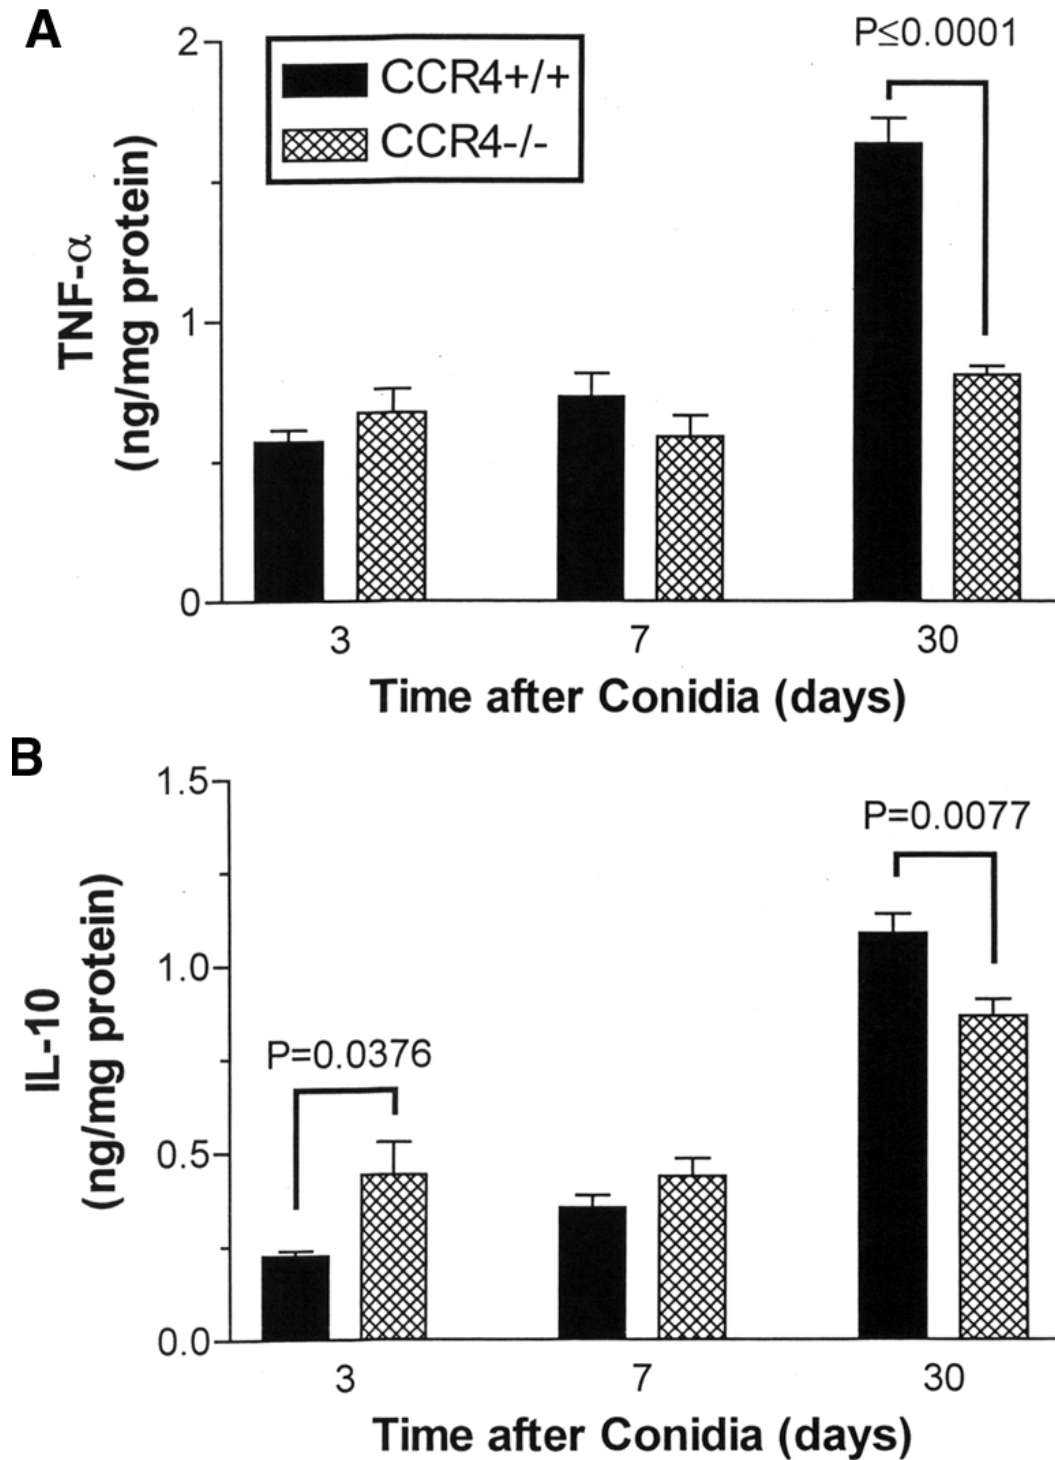 A
P≤0.0001
2
CCR4+/+
CCR4-/-
TNF-α
(ng/mg protein)
1
0
3 7 30
Time after Conidia (days)
B
1.5
P=0.0077
IL-10
(ng/mg protein)
1.0
P=0.0376
0.5
0.0
3 7 30
Time after Conidia (days)